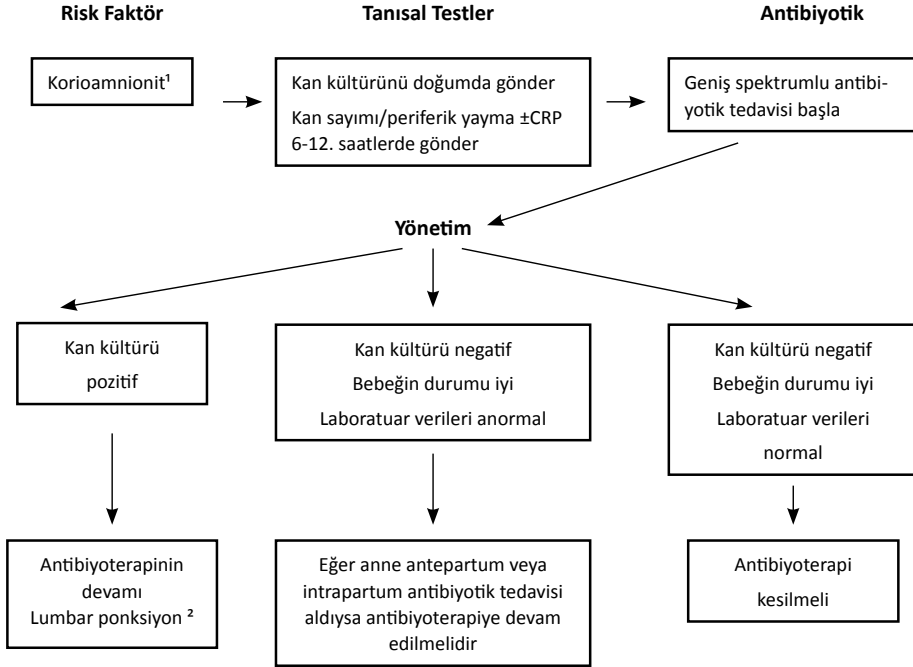 Risk Faktör
Tanısal Testler
Antibiyotik
Korioamnionit¹
Kan kültürünü doğumda gönder
Kan sayımı/periferik yayma ±CRP
6-12. saatlerde gönder
Geniş spektrumlu antibi-
yotik tedavisi başla
Yönetim
Kan kültürü
pozitif
Kan kültürü negatif
Bebeğin durumu iyi
Laboratuar verileri anormal
Kan kültürü negatif
Bebeğin durumu iyi
Laboratuar verileri
normal
Antibiyoterapinin
devamı
Lumbar ponksiyon ²
Eğer anne antepartum veya
intrapartum antibiyotik tedavisi
aldıysa antibiyoterapiye devam
edilmelidir
Antibiyoterapi
kesilmeli